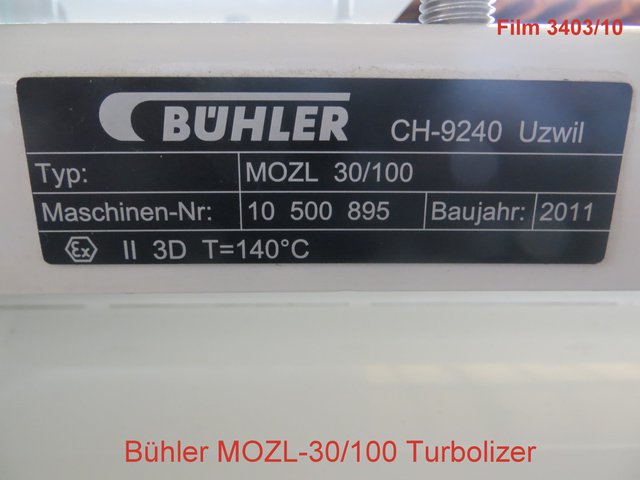 Film 3403/10
BÜHLER CH-9240 Uzwil
Typ: MOZL 30/100
Maschinen-Nr: 10 500 895 Baujahr: 2011
Ex II 3D T=140°C
Bühler MOZL-30/100 Turbolizer